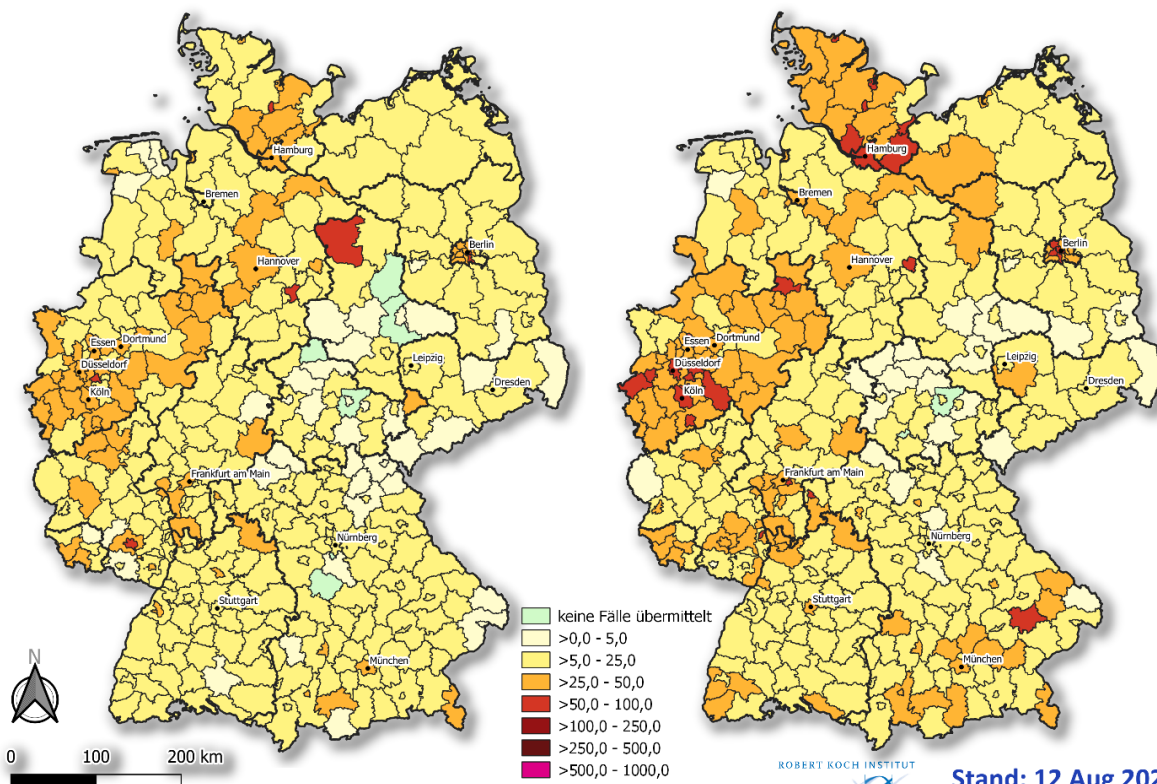 Hamburg
Bremen
Berlin
Hannover
Essen
Dortmund
Düsseldorf
Köln
Leipzig
Dresden
Frankfurt am Main
Nürnberg
Stuttgart
München
N
0 100 200 km
Hamburg
Bremen
Berlin
Hannover
Essen
Dortmund
Düsseldorf
Köln
Leipzig
Dresden
Frankfurt am Main
Nürnberg
Stuttgart
München
keine Fälle übermittelt
>0,0 - 5,0
>5,0 - 25,0
>25,0 - 50,0
>50,0 - 100,0
>100,0 - 250,0
>250,0 - 500,0
>500,0 - 1000,0
ROBERT KOCH INSTITUT
Stand: 12 Aug 202